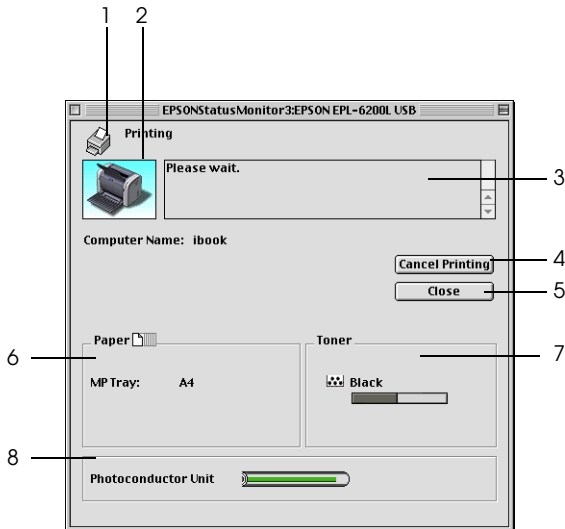 1 2
EPSONStatusMonitor3:EPSON EPL-6200L USB
Printing
Please wait.
3
Computer Name: ibook
Cancel Printing
4
Close
5
Paper
Toner
6
7
MP Tray: A4
Black
8
Photoconductor Unit